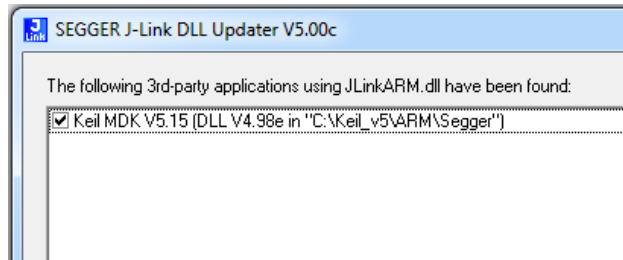 J
Link
SEGGER J-Link DLL Updater V5.00c
The following 3rd-party applications using JLinkARM.dll have been found:
Keil MDK V5.15 (DLL V4.98e in "C:\Keil_v5\ARM\Segger")